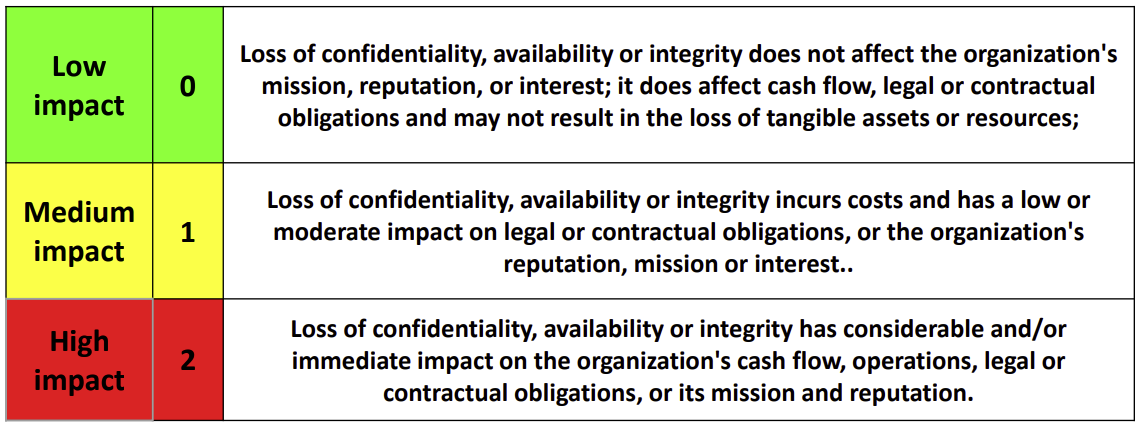 Low
impact
0
Loss of confidentiality, availability or integrity does not affect the organization's
mission, reputation, or interest; it does affect cash flow, legal or contractual
obligations and may not result in the loss of tangible assets or resources;
Medium
impact
1
Loss of confidentiality, availability or integrity incurs costs and has a low or
moderate impact on legal or contractual obligations, or the organization's
reputation, mission or interest..
High
impact
2
Loss of confidentiality, availability or integrity has considerable and/or
immediate impact on the organization's cash flow, operations, legal or
contractual obligations, or its mission and reputation.